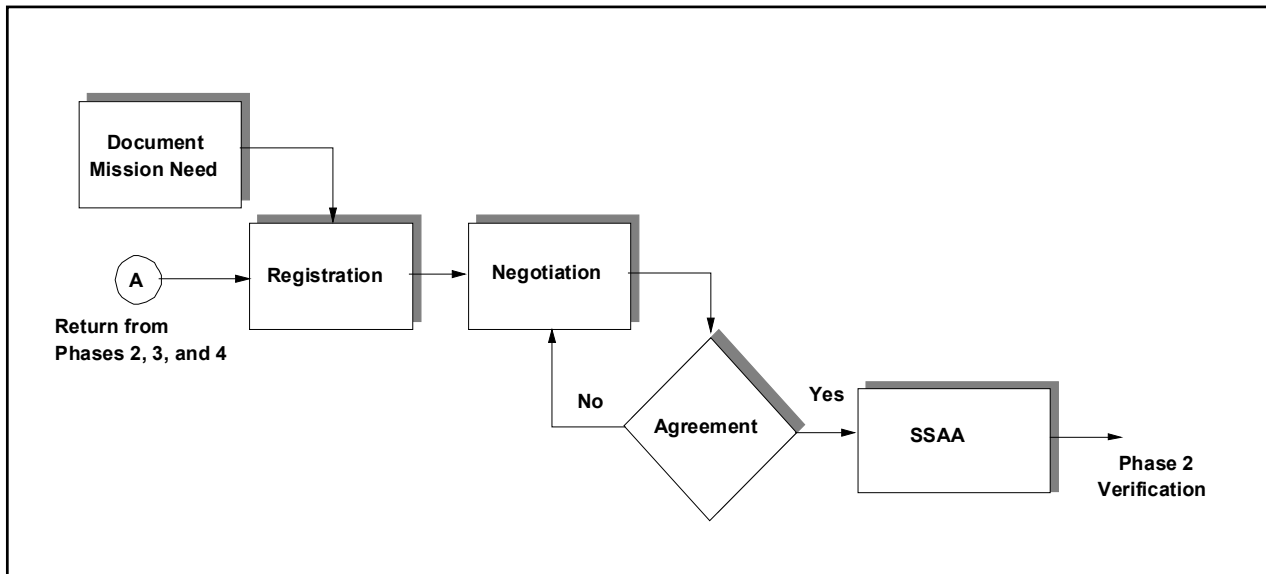 Document
Mission Need
A
Return from
Phases 2, 3, and 4
Registration
Negotiation
No
Agreement
Yes
SSAA
Phase 2
Verification